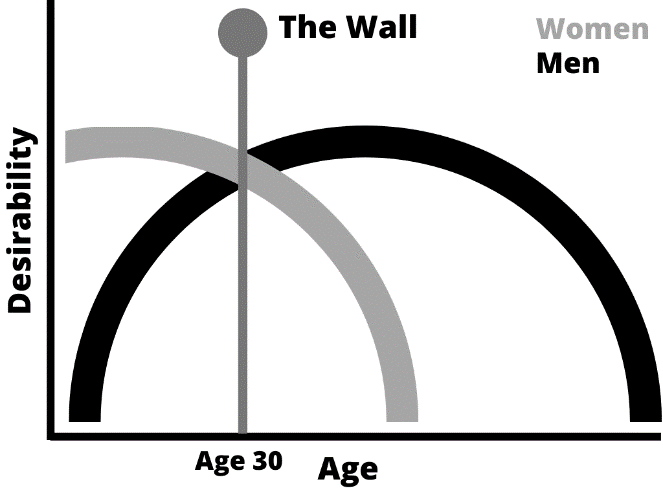 The Wall
Women
Men
Desirability
Age 30
Age